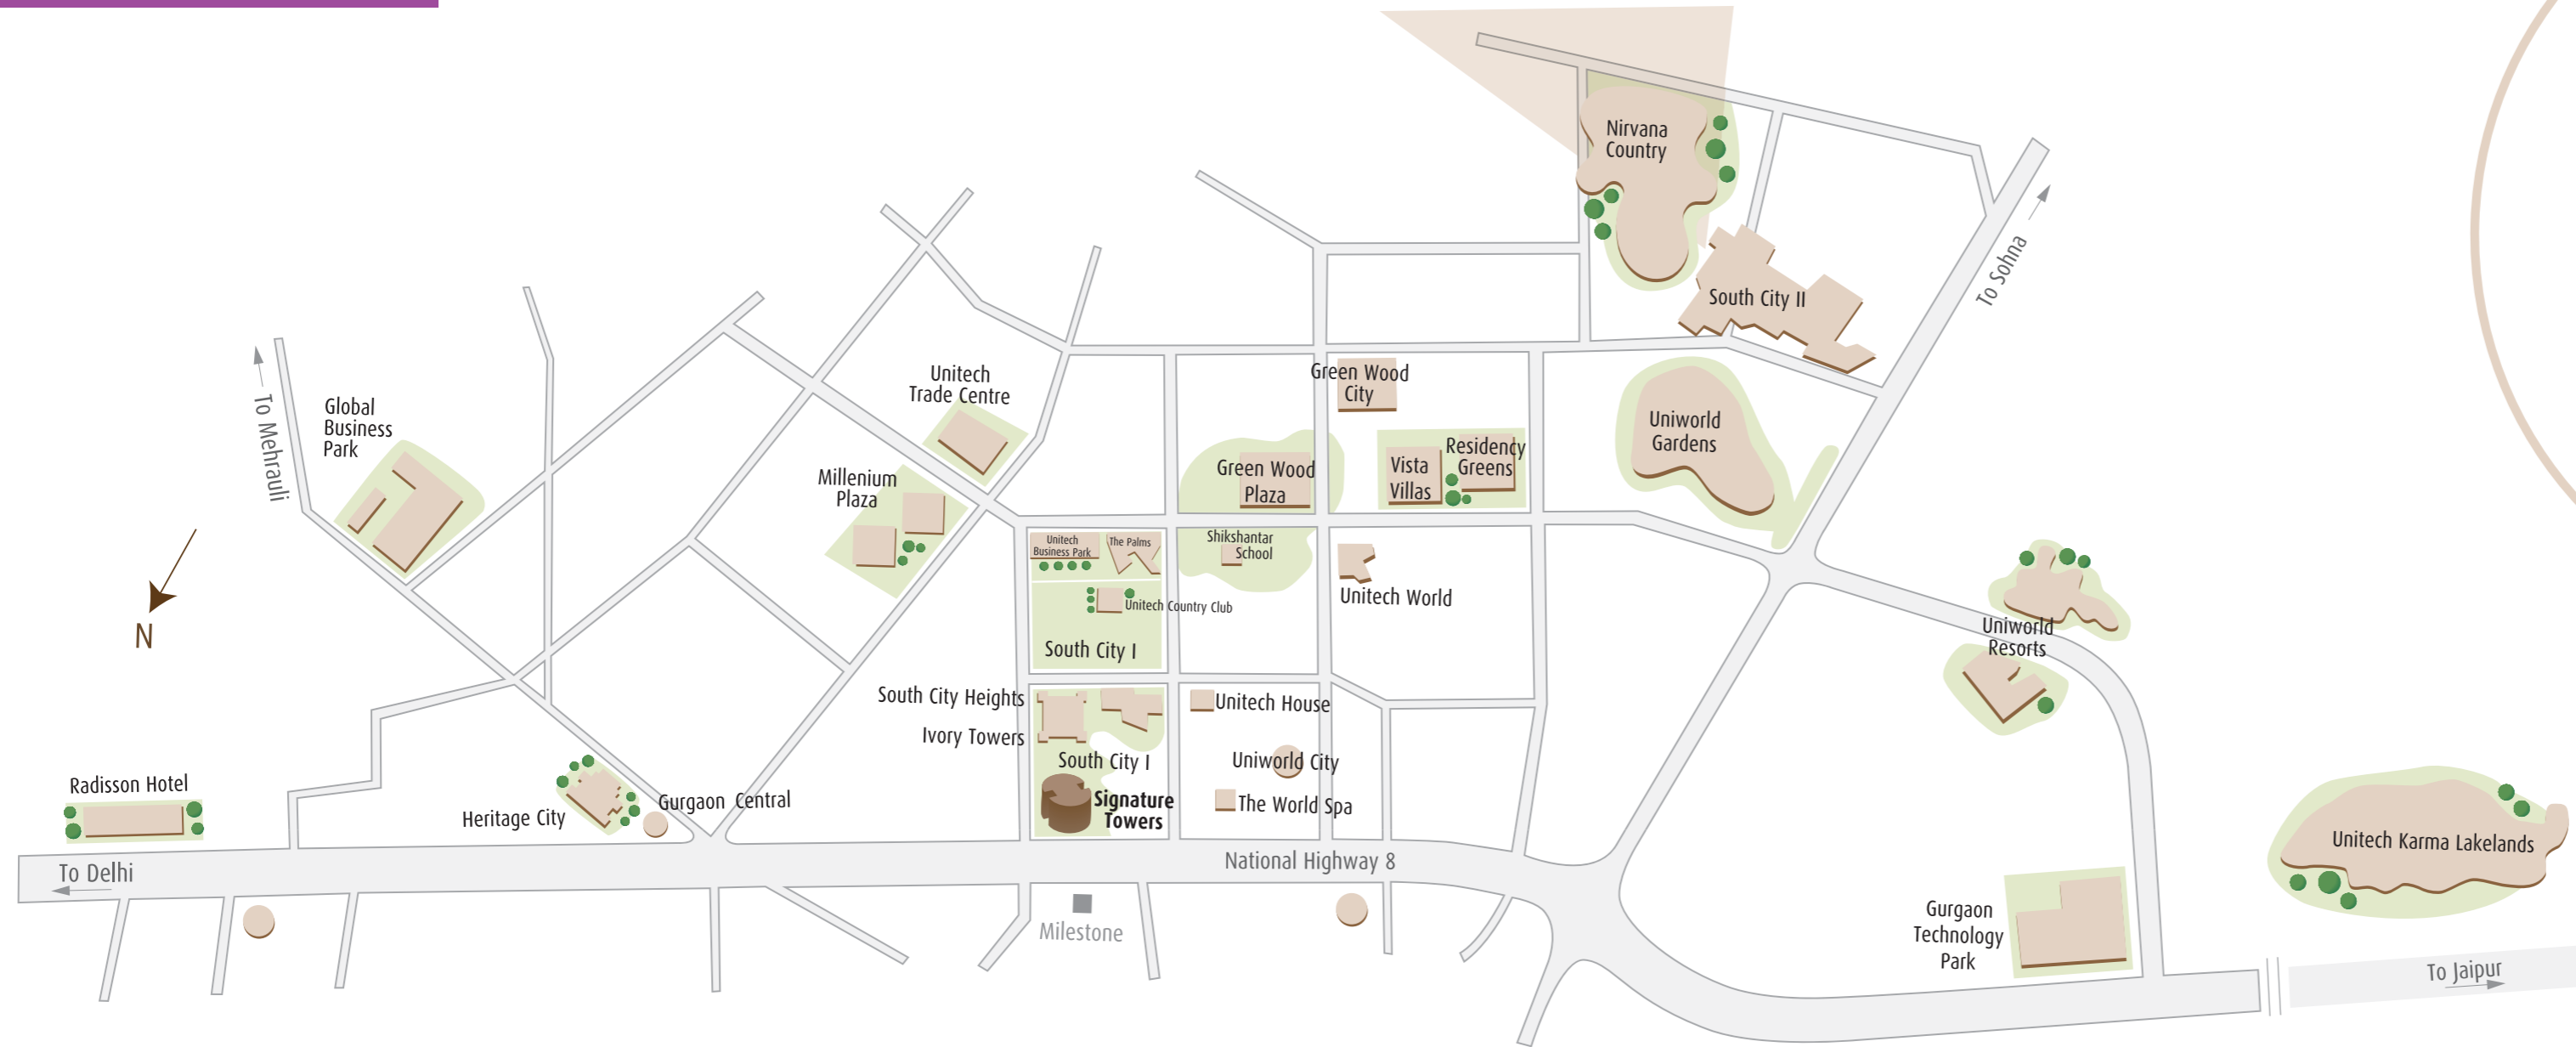 Nirvana
Country
South City II
To Sohna
Unitech
Trade Centre
Green Wood
City
Global
Business
Park
To Mehrauli
Uniworld
Gardens
Millenium
Plaza
Green Wood
Plaza
Vista
Villas
Residency
Greens
Unitech
Business Park
The Palms
Shikshantar
School
Unitech World
Unitech Country Club
N
South City I
Uniworld
Resorts
South City Heights
Unitech House
Ivory Towers
South City I
Uniworld City
Radisson Hotel
Heritage City
Gurgaon Central
Signature
Towers
The World Spa
Unitech Karma Lakelands
National Highway 8
To Delhi
Milestone
Gurgaon
Technology
Park
To Jaipur